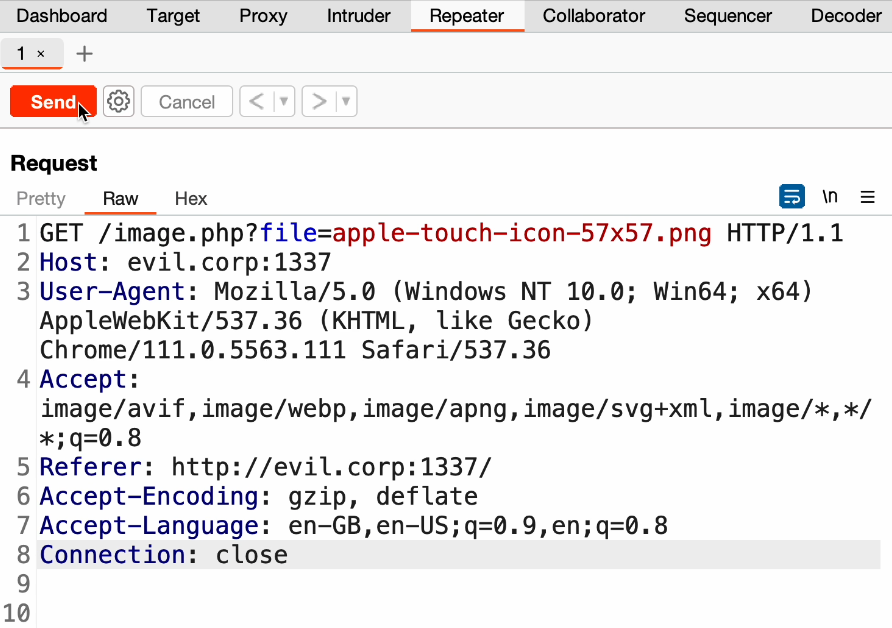 Dashboard Target Proxy Intruder Repeater Collaborator Sequencer Decoder
1 × +
Send Cancel < ▾ > ▾
Request
Pretty Raw Hex \n
1 GET /image.php?file=apple-touch-icon-57x57.png HTTP/1.1
2 Host: evil.corp:1337
3 User-Agent: Mozilla/5.0 (Windows NT 10.0; Win64; x64)
AppleWebKit/537.36 (KHTML, like Gecko)
Chrome/111.0.5563.111 Safari/537.36
4 Accept:
image/avif,image/webp,image/apng,image/svg+xml,image/*,*/
*;q=0.8
5 Referer: http://evil.corp:1337/
6 Accept-Encoding: gzip, deflate
7 Accept-Language: en-GB,en-US;q=0.9,en;q=0.8
8 Connection: close
9
10